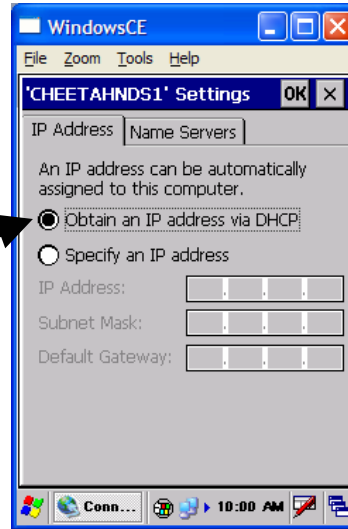 WindowsCE
File Zoom Tools Help
'CHEETAHNDS1' Settings OK
IP Address Name Servers
An IP address can be automatically
assigned to this computer.
Obtain an IP address via DHCP
Specify an IP address
IP Address:
Subnet Mask:
Default Gateway:
Conn... 10:00 AM